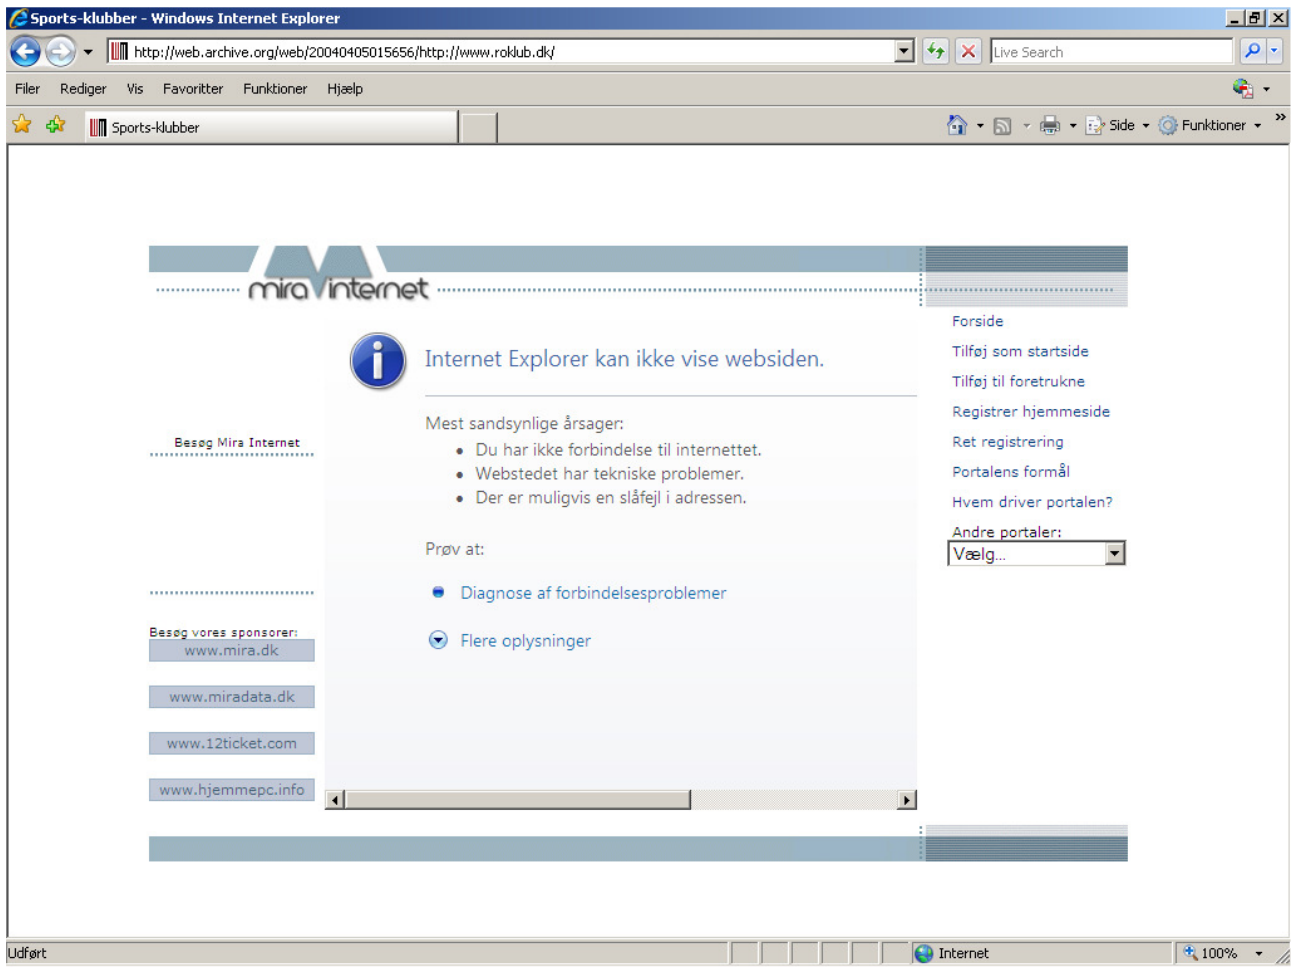 Sports-klubber - Windows Internet Explorer
http://web.archive.org/web/20040405015656/http://www.roklub.dk/
Live Search
Filer Rediger Vis Favoritter Funktioner Hjælp
Sports-klubber
Side
Funktioner
mira internet
Forside
Tilføj som startside
Tilføj til foretrukne
Registrer hjemmeside
Ret registrering
Portalens formål
Hvem driver portalen?
Andre portaler:
Vælg...
Internet Explorer kan ikke vise websiden.
Mest sandsynlige årsager:
• Du har ikke forbindelse til internettet.
• Webstedet har tekniske problemer.
• Der er muligvis en slåfejl i adressen.
Prøv at:
Diagnose af forbindelsesproblemer
Flere oplysninger
Besøg Mira Internet
Besøg vores sponsorer:
www.mira.dk
www.miradata.dk
www.12ticket.com
www.hjemmepc.info
Udført
Internet
100%